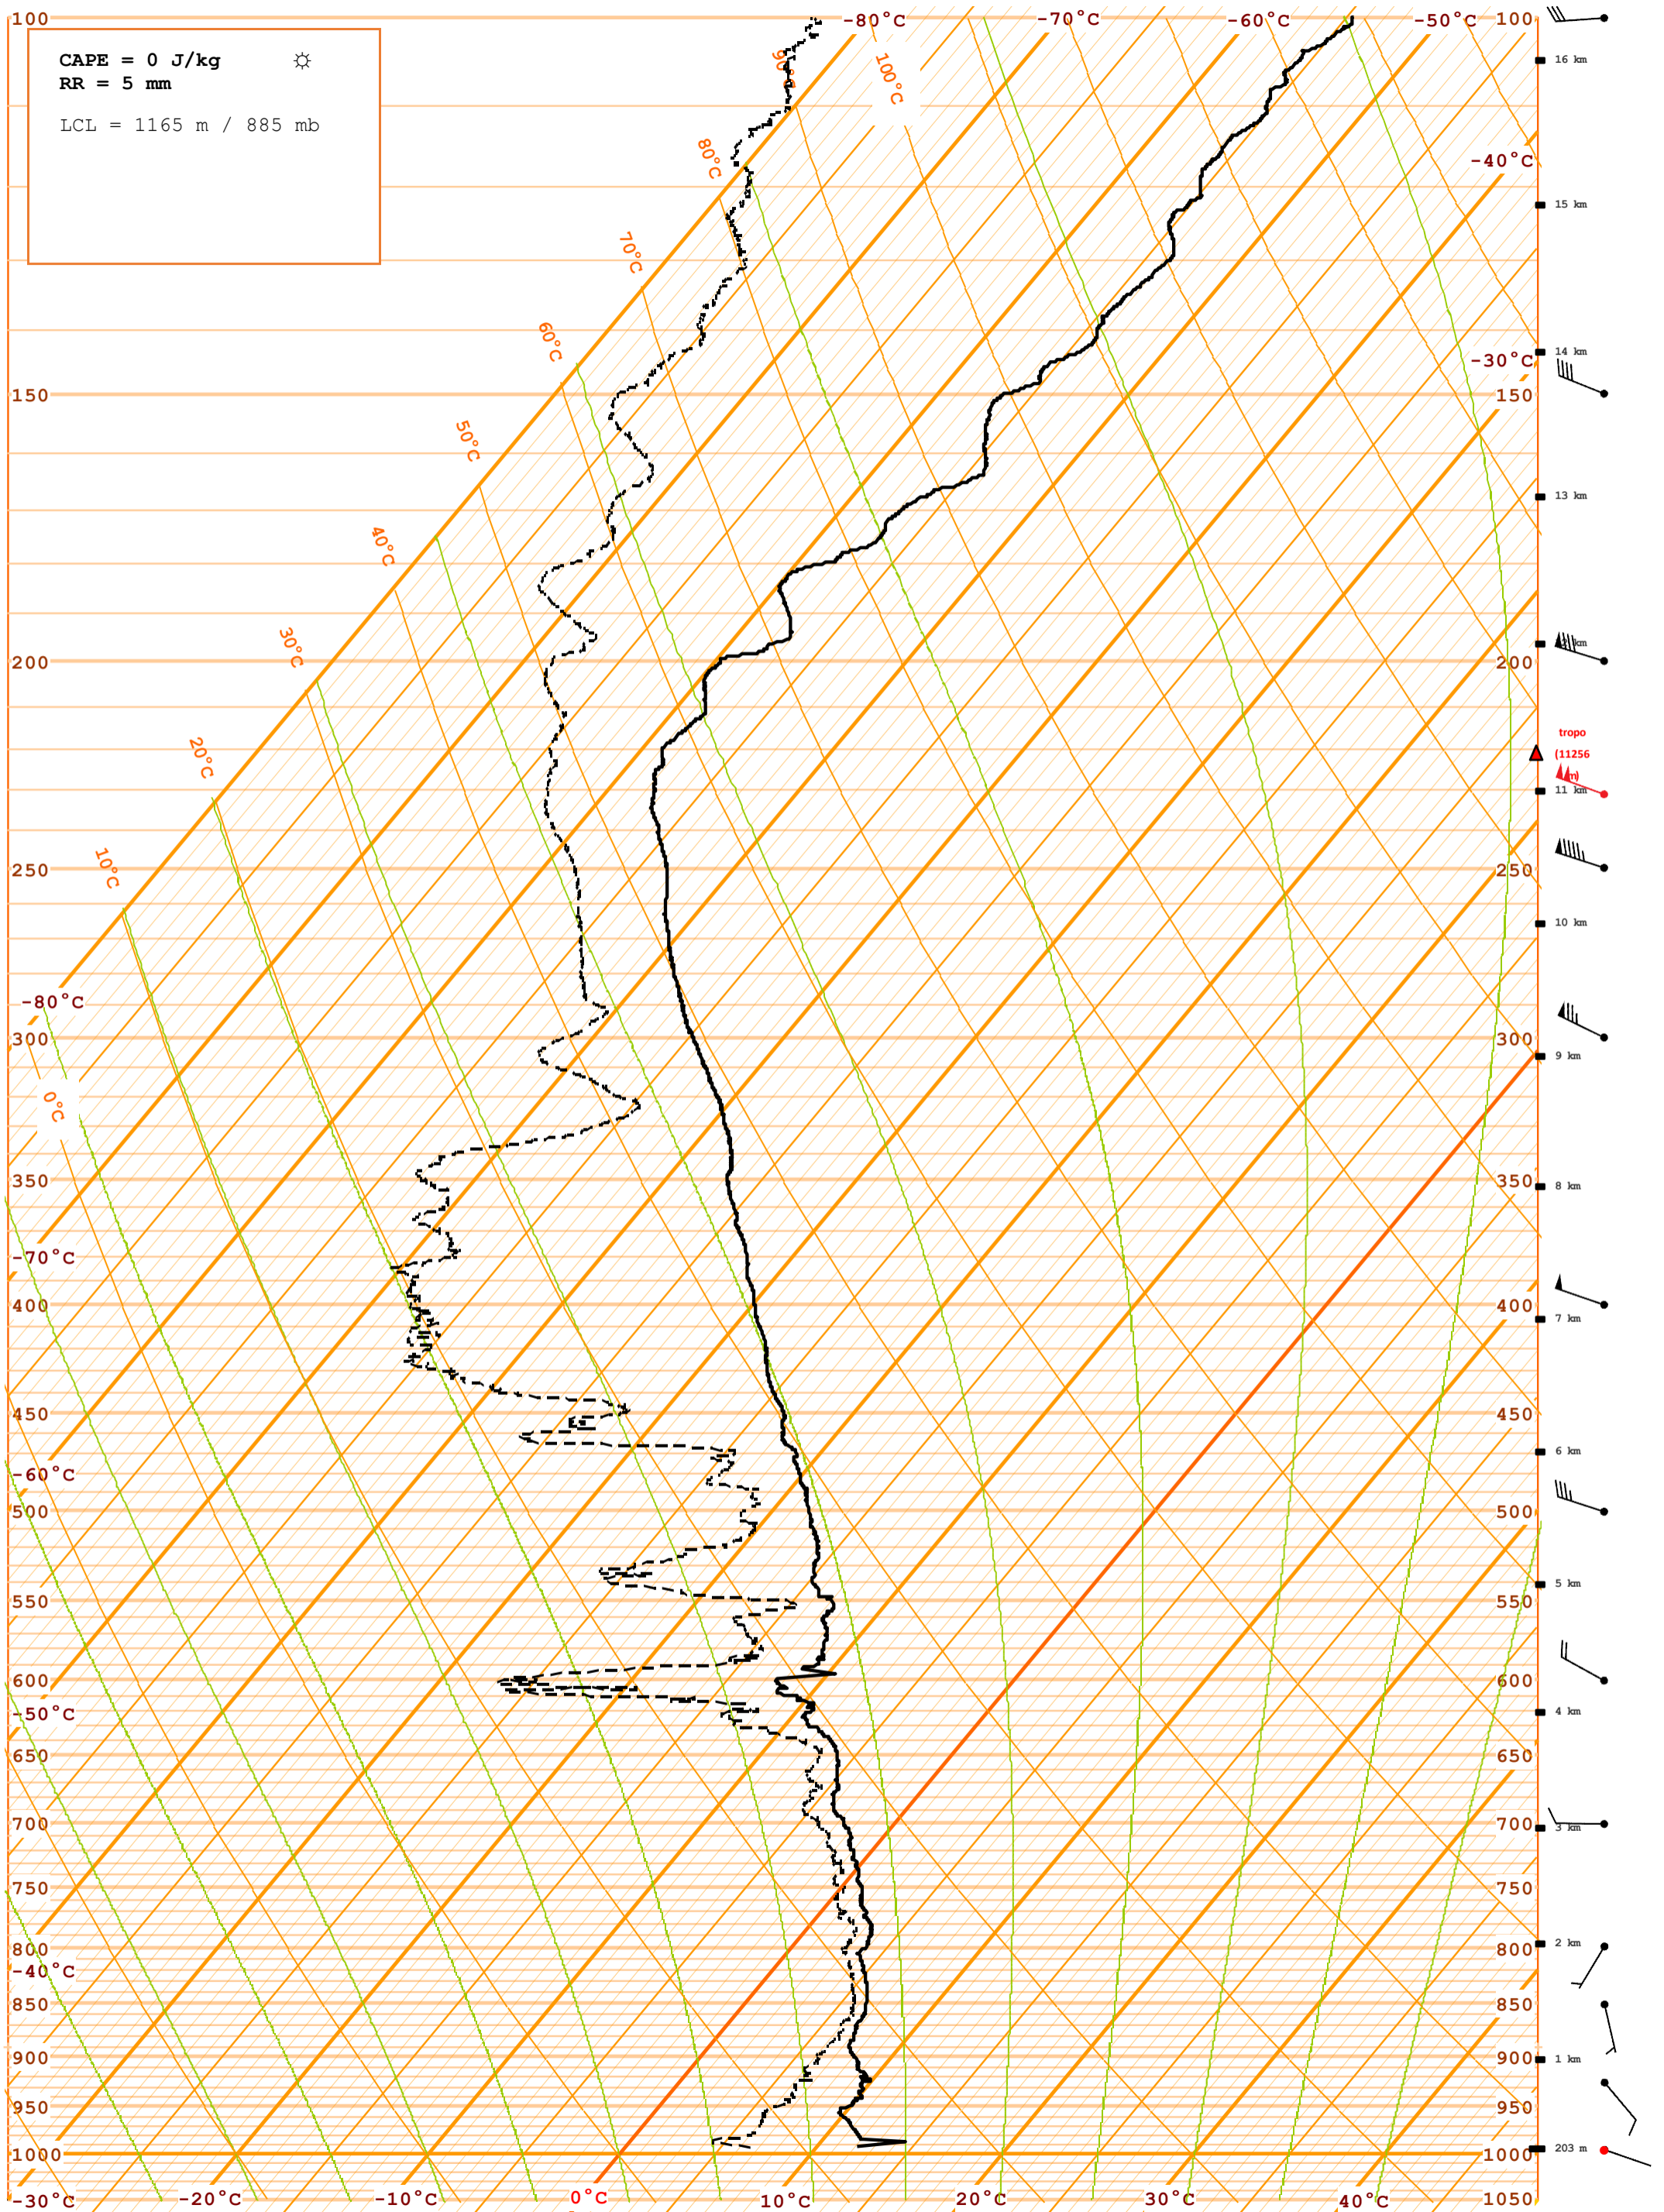 100 -80°C -70°C -60°C -50°C 100
CAPE = 0 J/kg
RR = 5 mm
LCL = 1165 m / 885 mb
16 km
100°C
80°C
-40°C
15 km
70°C
60°C
14 km
-30°C
150 150
50°C
13 km
40°C
30°C
200 200
tropo
(11256
20°C
11 km
10°C
250 250
10 km
-80°C
300 300
9 km
0°C
350 350
8 km
-70°C
400 400
7 km
450 450
6 km
-60°C
500 500
5 km
550 550
600 600
-50°C
4 km
650 650
700 700
3 km
750 750
800 800
2 km
-40°C
850 850
900 900
1 km
950 950
1000 1000
203 m
-30°C -20°C -10°C 0°C 10°C 20°C 30°C 40°C 1050